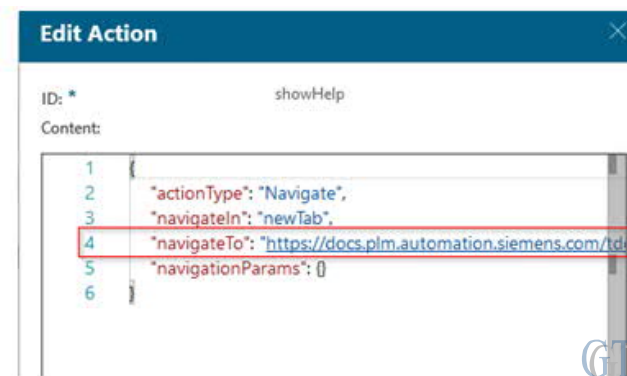 Edit Action
ID: * showHelp
Content:
1 {
2 "actionType": "Navigate",
3 "navigateIn": "newTab",
4 "navigateTo": "https://docs.plm.automation.siemens.com/td
5 "navigationParams": {}
6 }